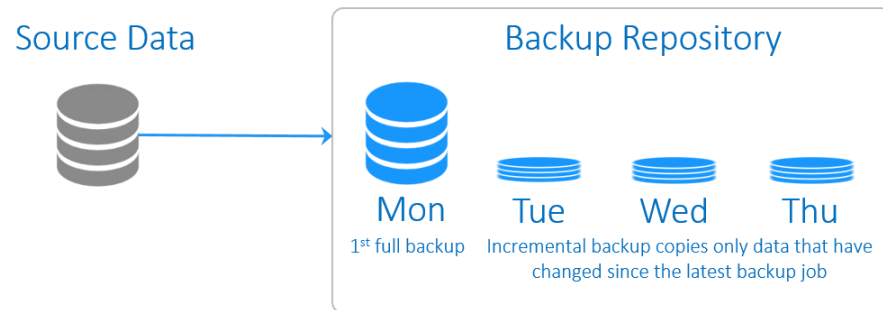 Source Data
Backup Repository
Mon
Tue
Wed
Thu
1st full backup
Incremental backup copies only data that have
changed since the latest backup job